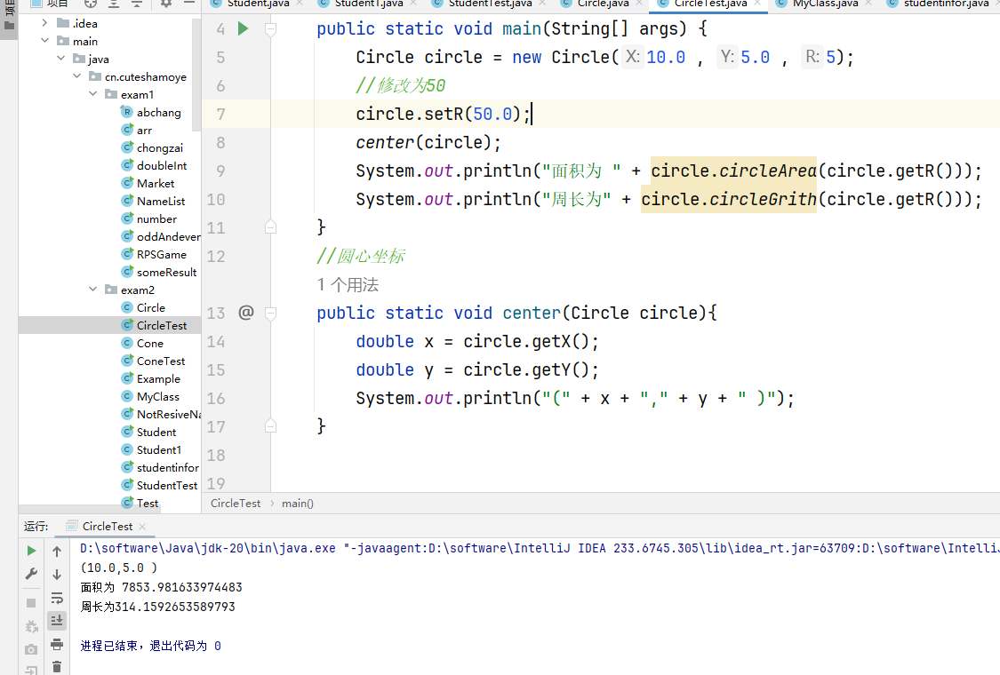 项目
Student.java
Student1.java
StudentTest.java
Circle.java
CircleTest.java
MyClass.java
studentinfor.java
.idea
main
java
cn.cuteshamoye
exam1
abchang
arr
chongzai
doubleInt
Market
NameList
number
oddAndever
RPSGame
someResult
exam2
Circle
CircleTest
Cone
ConeTest
Example
MyClass
NotResiveNa
Student
Student1
studentinfor
StudentTest
Test
4 public static void main(String[] args) {
5 Circle circle = new Circle( X: 10.0 , Y: 5.0 , R: 5);
6 //修改为50
7 circle.setR(50.0);
8 center(circle);
9 System.out.println("面积为 " + circle.circleArea(circle.getR()));
10 System.out.println("周长为" + circle.circleGrith(circle.getR()));
11 }
12 //圆心坐标
1 个用法
13 @ public static void center(Circle circle){
14 double x = circle.getX();
15 double y = circle.getY();
16 System.out.println("(" + x + "," + y + " )");
17 }
18
19
CircleTest > main()
运行: CircleTest
D:\software\Java\jdk-20\bin\java.exe "-javaagent:D:\software\IntelliJ IDEA 233.6745.305\lib\idea_rt.jar=63709:D:\software\IntelliJ
(10.0,5.0 )
面积为 7853.981633974483
周长为314.1592653589793
进程已结束，退出代码为 0